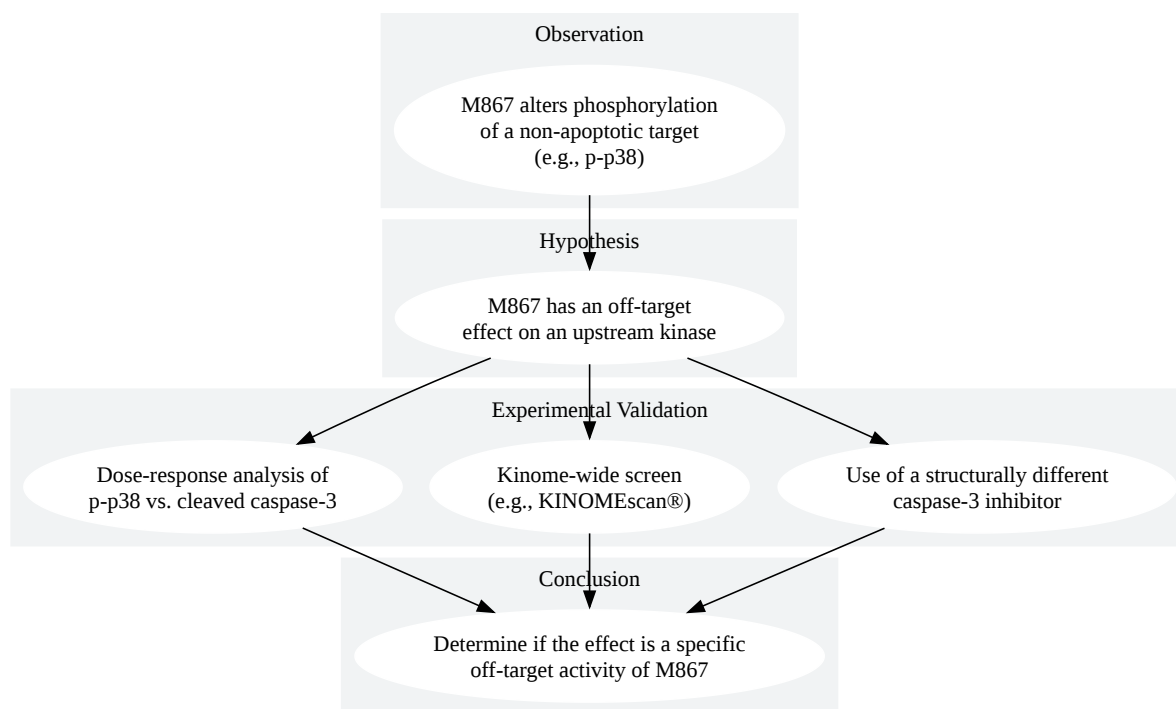 Observation
M867 alters phosphorylation
of a non-apoptotic target
(e.g., p-p38)
Hypothesis
M867 has an off-target
effect on an upstream kinase
Experimental Validation
Dose-response analysis of
p-p38 vs. cleaved caspase-3
Kinome-wide screen
(e.g., KINOMEscan®)
Use of a structurally different
caspase-3 inhibitor
Conclusion
Determine if the effect is a specific
off-target activity of M867